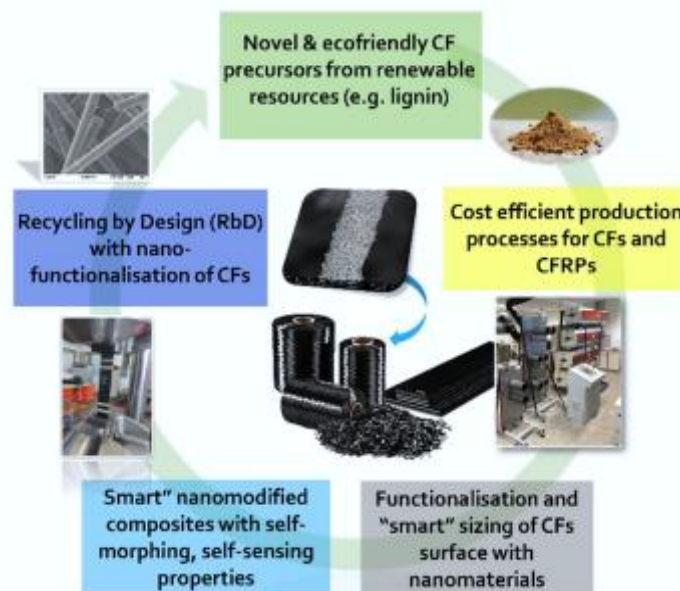 Novel & ecofriendly CF
precursors from renewable
resources (e.g. lignin)
Cost efficient production
processes for CFs and
CFRPs
Functionalisation and
“smart” sizing of CFs
surface with
nanomaterials
Smart” nanomodified
composites with self-
morphing, self-sensing
properties
Recycling by Design (RbD)
with nano-
functionalisation of CFs